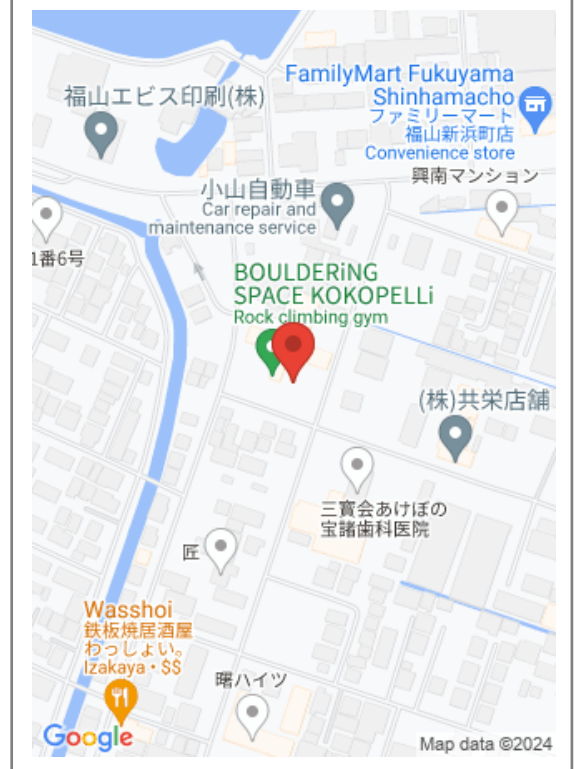 福山エビス印刷(株)
FamilyMart Fukuyama
Shinhamacho
ファミリーマート
福山新浜町店
Convenience store
興南マンション
小山自動車
Car repair and
maintenance service
1番6号
BOULDERiNG
SPACE KOKOPELLi
Rock climbing gym
(株)共栄店舗
三寳会あけぼの
宝諸歯科医院
匠
Wasshoi
鉄板焼居酒屋
わっしょい。
Izakaya・$$
曙ハイツ
Google
Map data ©2024